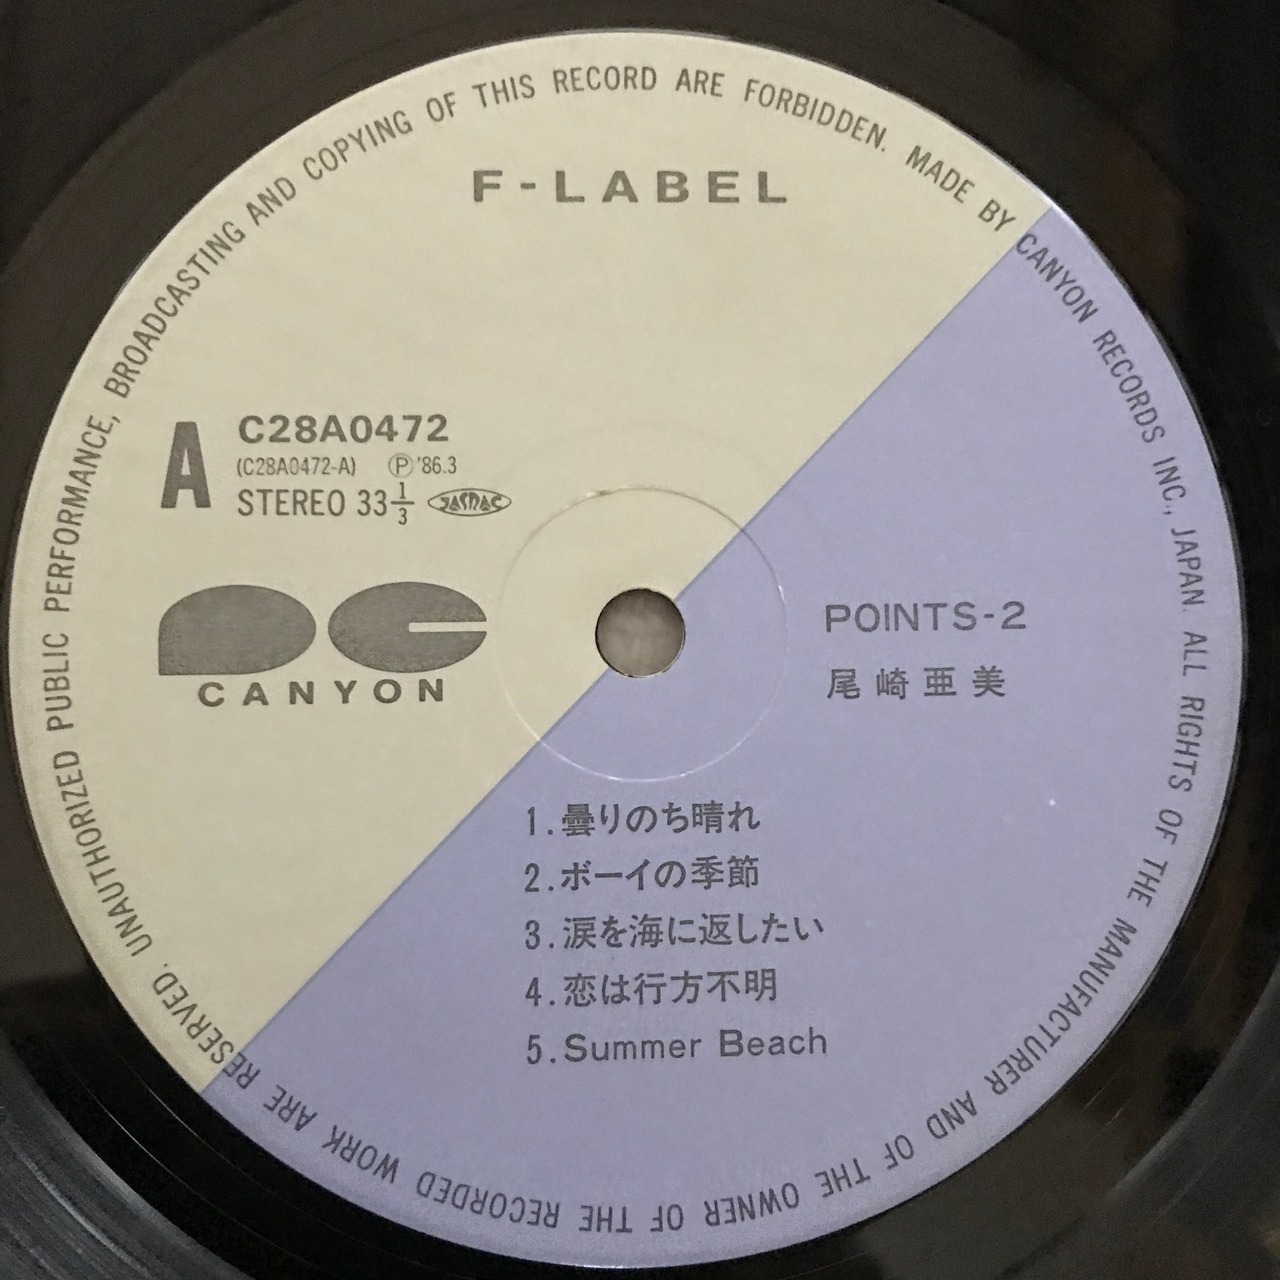 UNAUTHORIZED PUBLIC PERFORMANCE, BROADCASTING AND COPYING OF THIS RECORD ARE FORBIDDEN. MADE BY CANYON RECORDS INC., JAPAN. ALL RIGHTS OF THE MANUFACTURER AND OF THE OWNER OF THE RECORDED WORK ARE RESERVED.
F-LABEL
A
C28A0472
(C28A0472-A) Ⓟ'86.3
STEREO 33 1/3 JASRAC
PC
CANYON
POINTS-2
尾崎亜美
1.曇りのち晴れ
2.ボーイの季節
3.涙を海に返したい
4.恋は行方不明
5.Summer Beach